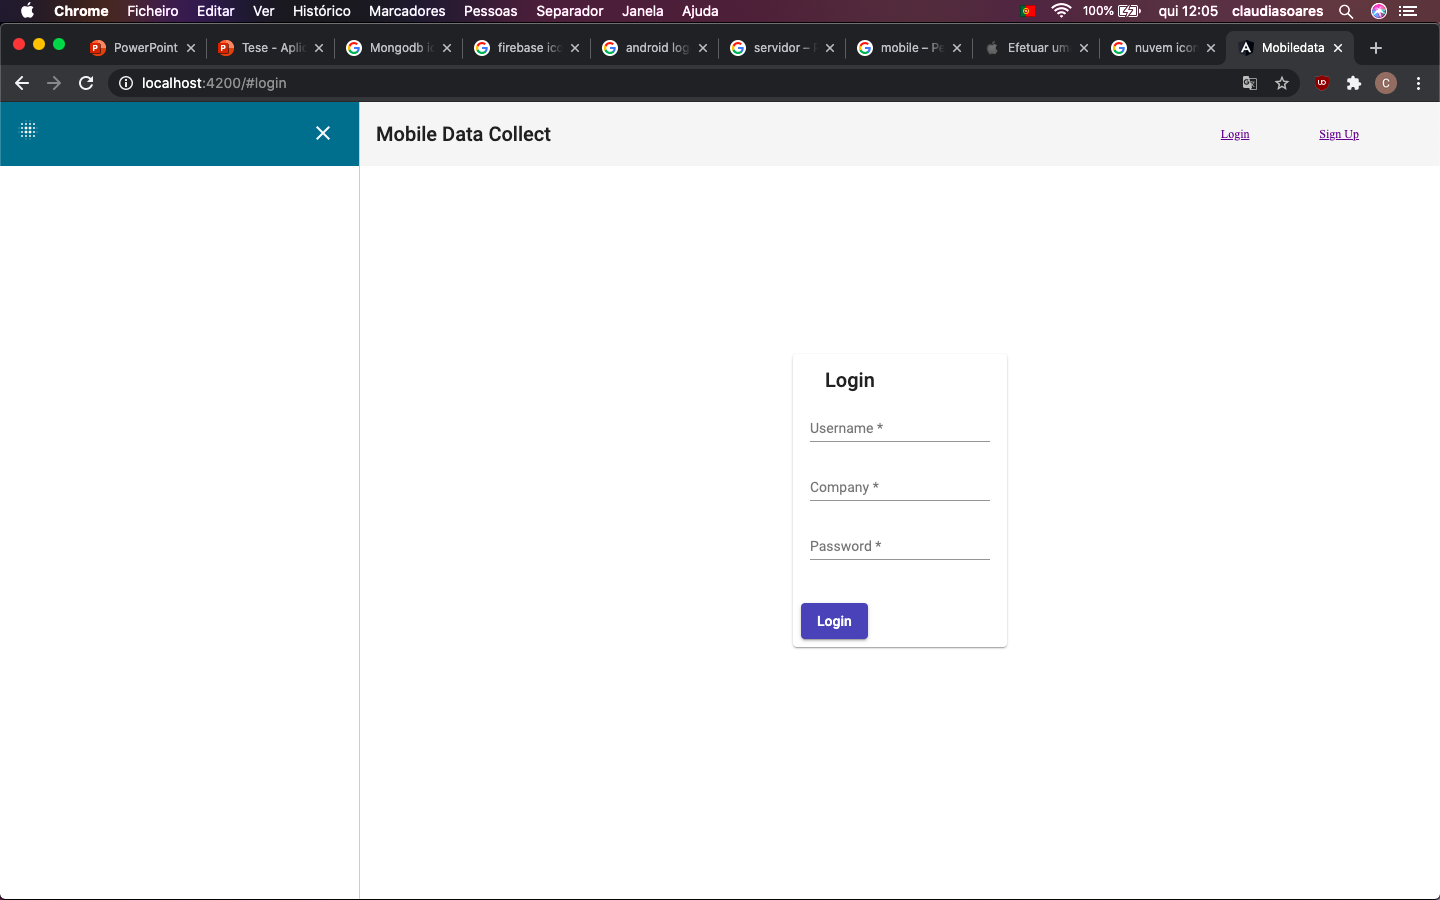 Chrome Ficheiro Editar Ver Histórico Marcadores Pessoas Separador Janela Ajuda 100% qui 12:05 claudiasoares
PowerPoint Tese - Aplic Mongodb ic firebase ico android log servidor – mobile – Pe Efetuar um nuvem icon Mobiledata
localhost:4200/#login C
Mobile Data Collect Login Sign Up
Login
Username *
Company *
Password *
Login